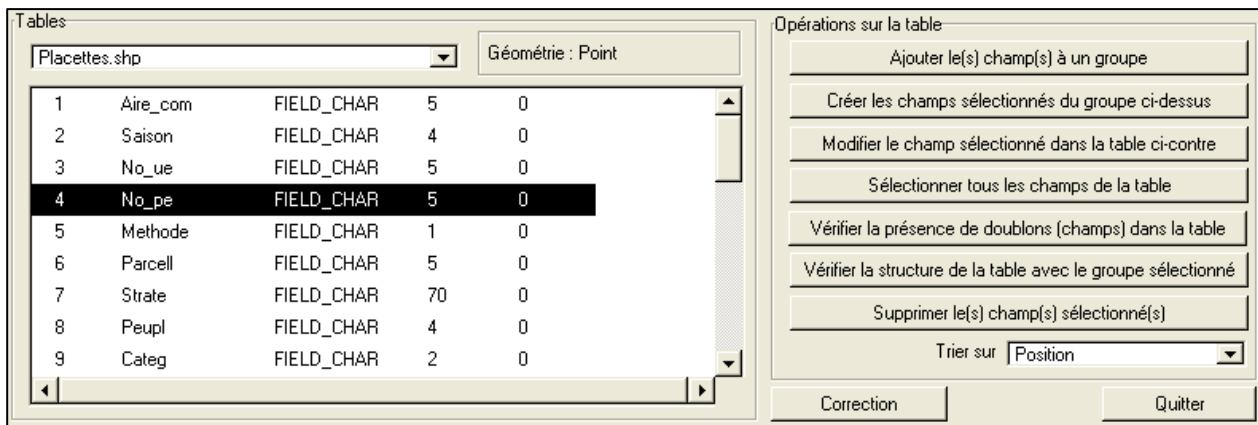 Tables
Placettes.shp
Géométrie : Point
1 Aire_com FIELD_CHAR 5 0
2 Saison FIELD_CHAR 4 0
3 No_ue FIELD_CHAR 5 0
4 No_pe FIELD_CHAR 5 0
5 Methode FIELD_CHAR 1 0
6 Parcell FIELD_CHAR 5 0
7 Strate FIELD_CHAR 70 0
8 Peupl FIELD_CHAR 4 0
9 Categ FIELD_CHAR 2 0
Opérations sur la table
Ajouter le(s) champ(s) à un groupe
Créer les champs sélectionnés du groupe ci-dessus
Modifier le champ sélectionné dans la table ci-contre
Sélectionner tous les champs de la table
Vérifier la présence de doublons (champs) dans la table
Vérifier la structure de la table avec le groupe sélectionné
Supprimer le(s) champ(s) sélectionné(s)
Trier sur Position
Correction
Quitter